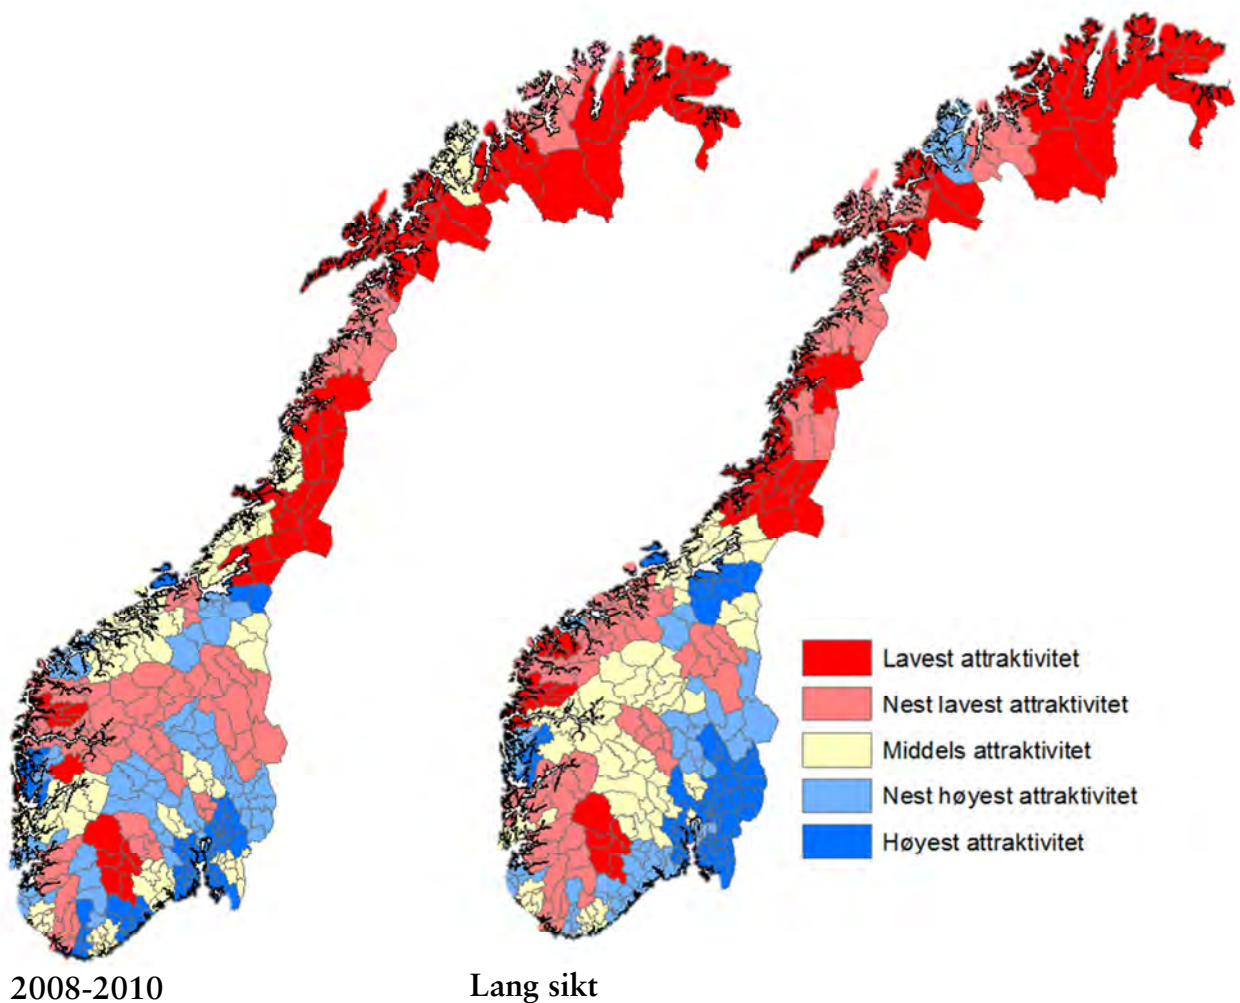 Lavest attraktivitet
Nest lavest attraktivitet
Middels attraktivitet
Nest høyest attraktivitet
Høyest attraktivitet
2008-2010
Lang sikt